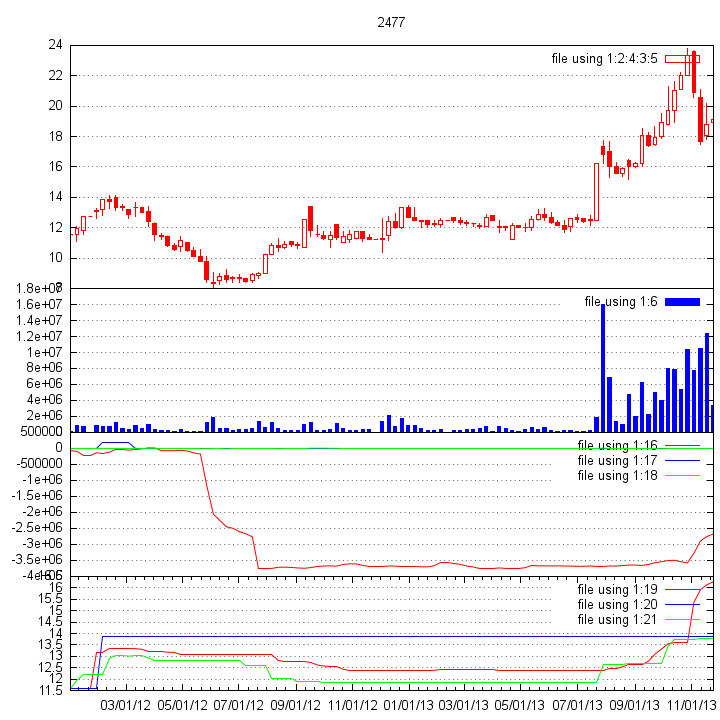 2477
24
file using 1:2:4:3:5
22
20
18
16
14
12
10
8
1.8e+07
file using 1:6
1.6e+07
1.4e+07
1.2e+07
1e+07
8e+06
6e+06
4e+06
2e+06
500000
file using 1:16
0
file using 1:17
-500000
file using 1:18
-1e+06
-1.5e+06
-2e+06
-2.5e+06
-3e+06
-3.5e+06
-4e+06
16
file using 1:19
15.5
file using 1:20
15
file using 1:21
14.5
14
13.5
13
12.5
12
11.5
03/01/12 05/01/12 07/01/12 09/01/12 11/01/12 01/01/13 03/01/13 05/01/13 07/01/13 09/01/13 11/01/13